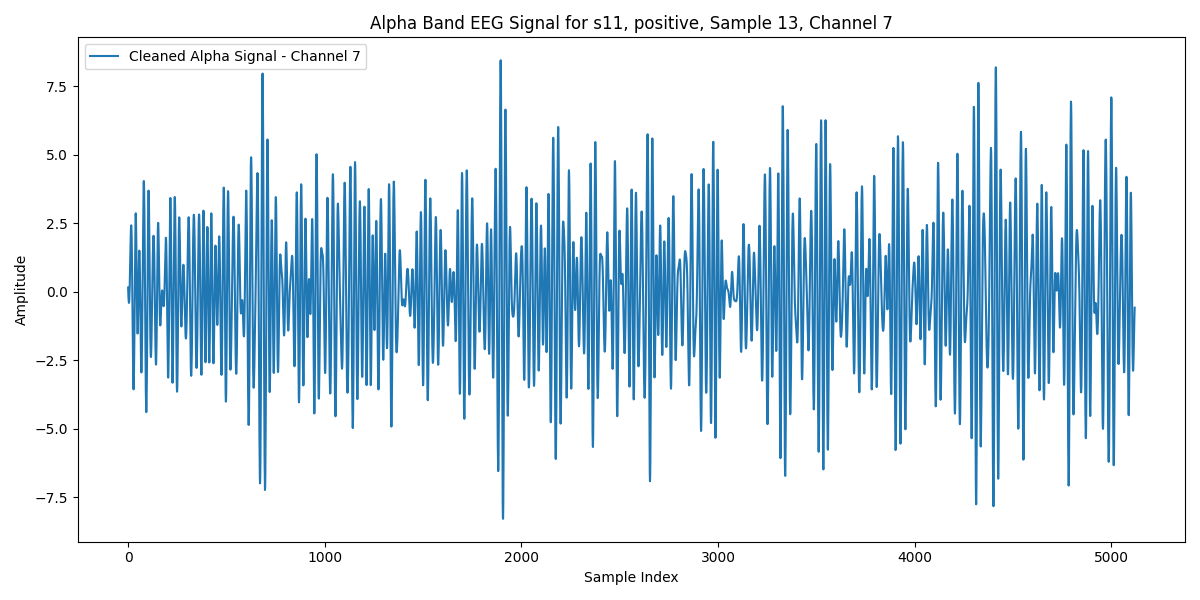 Alpha Band EEG Signal for s11, positive, Sample 13, Channel 7
Cleaned Alpha Signal - Channel 7
7.5
5.0
2.5
0.0
−2.5
−5.0
−7.5
Amplitude
0 1000 2000 3000 4000 5000
Sample Index